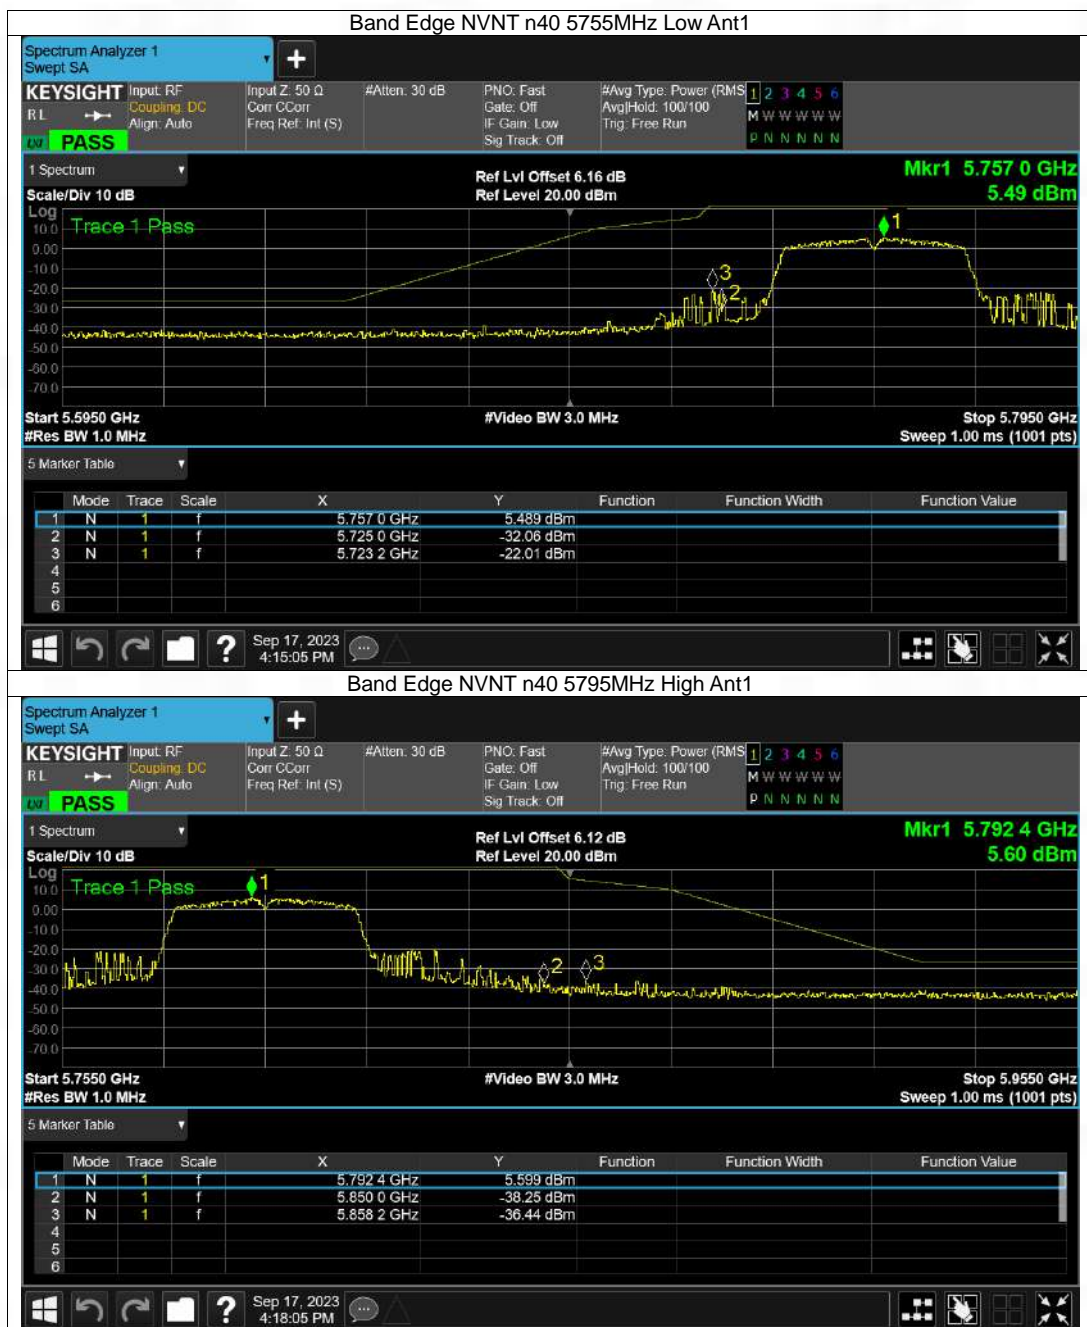 Band Edge NVNT n40 5755MHz Low Ant1
Spectrum Analyzer 1
Swept SA
+
KEYSIGHT Input: RF Input Z: 50 Ω #Atten: 30 dB PNO: Fast #Avg Type: Power (RMS 1 2 3 4 5 6
RL Coupling: DC Corr CCorr Gate: Off Avg|Hold: 100/100 M W W W W W
Align: Auto Freq Ref: Int (S) IF Gain: Low Trig: Free Run
LXI PASS Sig Track: Off P N N N N N
1 Spectrum Ref Lvl Offset 6.16 dB Mkr1 5.757 0 GHz
Scale/Div 10 dB Ref Level 20.00 dBm 5.49 dBm
Log
Trace 1 Pass
10.0
0.00
-10.0
-20.0
-30.0
-40.0
-50.0
-60.0
-70.0
1
3
2
Start 5.5950 GHz #Video BW 3.0 MHz Stop 5.7950 GHz
#Res BW 1.0 MHz Sweep 1.00 ms (1001 pts)
5 Marker Table
Mode Trace Scale X Y Function Function Width Function Value
1 N 1 f 5.757 0 GHz 5.489 dBm
2 N 1 f 5.725 0 GHz -32.06 dBm
3 N 1 f 5.723 2 GHz -22.01 dBm
4
5
6
? Sep 17, 2023
4:15:05 PM
Band Edge NVNT n40 5795MHz High Ant1
Spectrum Analyzer 1
Swept SA
+
KEYSIGHT Input: RF Input Z: 50 Ω #Atten: 30 dB PNO: Fast #Avg Type: Power (RMS 1 2 3 4 5 6
RL Coupling: DC Corr CCorr Gate: Off Avg|Hold: 100/100 M W W W W W
Align: Auto Freq Ref: Int (S) IF Gain: Low Trig: Free Run
LXI PASS Sig Track: Off P N N N N N
1 Spectrum Ref Lvl Offset 6.12 dB Mkr1 5.792 4 GHz
Scale/Div 10 dB Ref Level 20.00 dBm 5.60 dBm
Log
Trace 1 Pass
10.0
0.00
-10.0
-20.0
-30.0
-40.0
-50.0
-60.0
-70.0
1
2
3
Start 5.7550 GHz #Video BW 3.0 MHz Stop 5.9550 GHz
#Res BW 1.0 MHz Sweep 1.00 ms (1001 pts)
5 Marker Table
Mode Trace Scale X Y Function Function Width Function Value
1 N 1 f 5.792 4 GHz 5.599 dBm
2 N 1 f 5.850 0 GHz -38.25 dBm
3 N 1 f 5.858 2 GHz -36.44 dBm
4
5
6
? Sep 17, 2023
4:18:05 PM